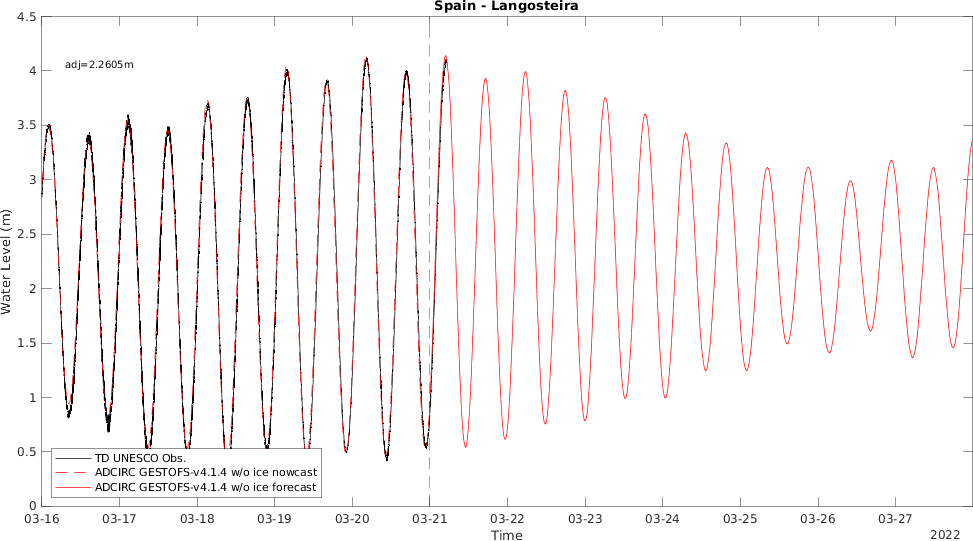 Spain - Langosteira
adj=2.2605m
Water Level (m)
4.5
4
3.5
3
2.5
2
1.5
1
0.5
0
TD UNESCO Obs.
ADCIRC GESTOFS-v4.1.4 w/o ice nowcast
ADCIRC GESTOFS-v4.1.4 w/o ice forecast
03-16 03-17 03-18 03-19 03-20 03-21 03-22 03-23 03-24 03-25 03-26 03-27
Time
2022